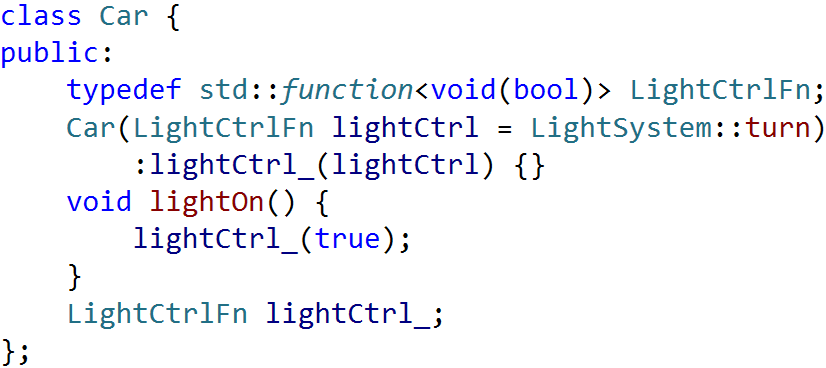 class Car {
public:
    typedef std::function<void(bool)> LightCtrlFn;
    Car(LightCtrlFn lightCtrl = LightSystem::turn)
        :lightCtrl_(lightCtrl) {}
    void lightOn() {
        lightCtrl_(true);
    }
    LightCtrlFn lightCtrl_;
};